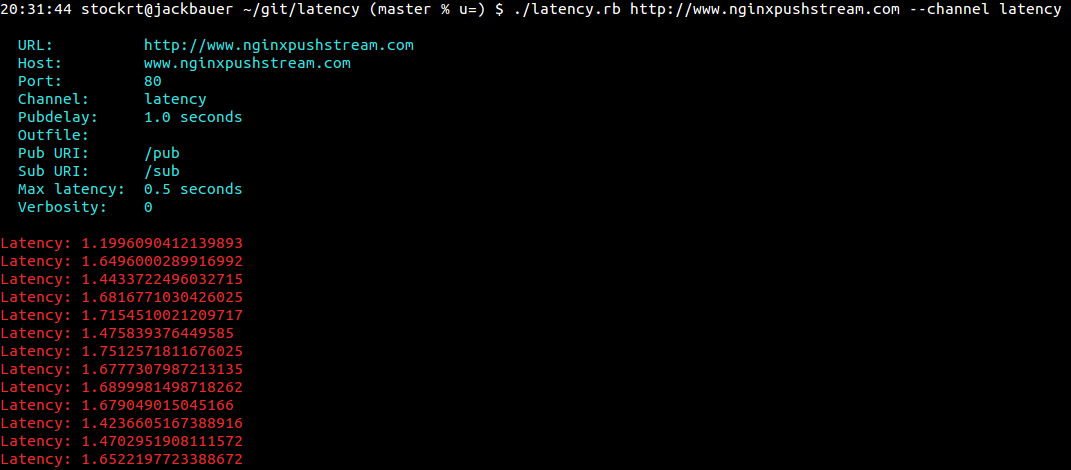 20:31:44 stockrt@jackbauer ~/git/latency (master % u=) $ ./latency.rb http://www.nginxpushstream.com --channel latency
URL: http://www.nginxpushstream.com
Host: www.nginxpushstream.com
Port: 80
Channel: latency
Pubdelay: 1.0 seconds
Outfile:
Pub URI: /pub
Sub URI: /sub
Max latency: 0.5 seconds
Verbosity: 0
Latency: 1.1996090412139893
Latency: 1.6496000289916992
Latency: 1.4433722496032715
Latency: 1.6816771030426025
Latency: 1.7154510021209717
Latency: 1.475839376449585
Latency: 1.7512571811676025
Latency: 1.6777307987213135
Latency: 1.6899981498718262
Latency: 1.679049015045166
Latency: 1.4236605167388916
Latency: 1.4702951908111572
Latency: 1.6522197723388672